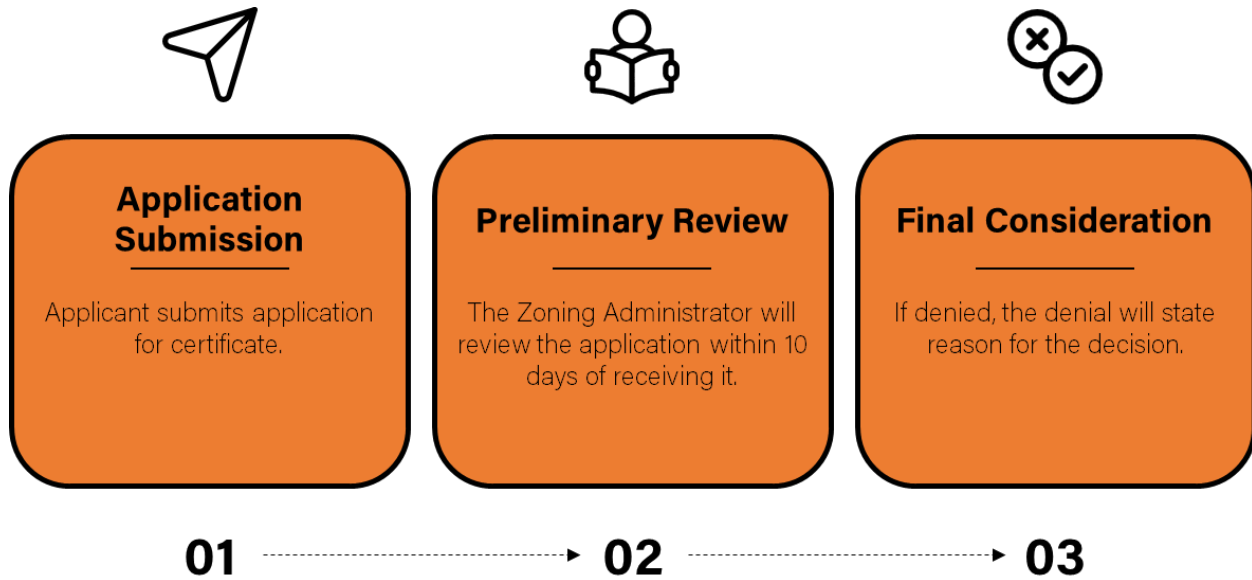 Application
Submission
Applicant submits application
for certificate.
Preliminary Review
The Zoning Administrator will
review the application within 10
days of receiving it.
Final Consideration
If denied, the denial will state
reason for the decision.
01
02
03